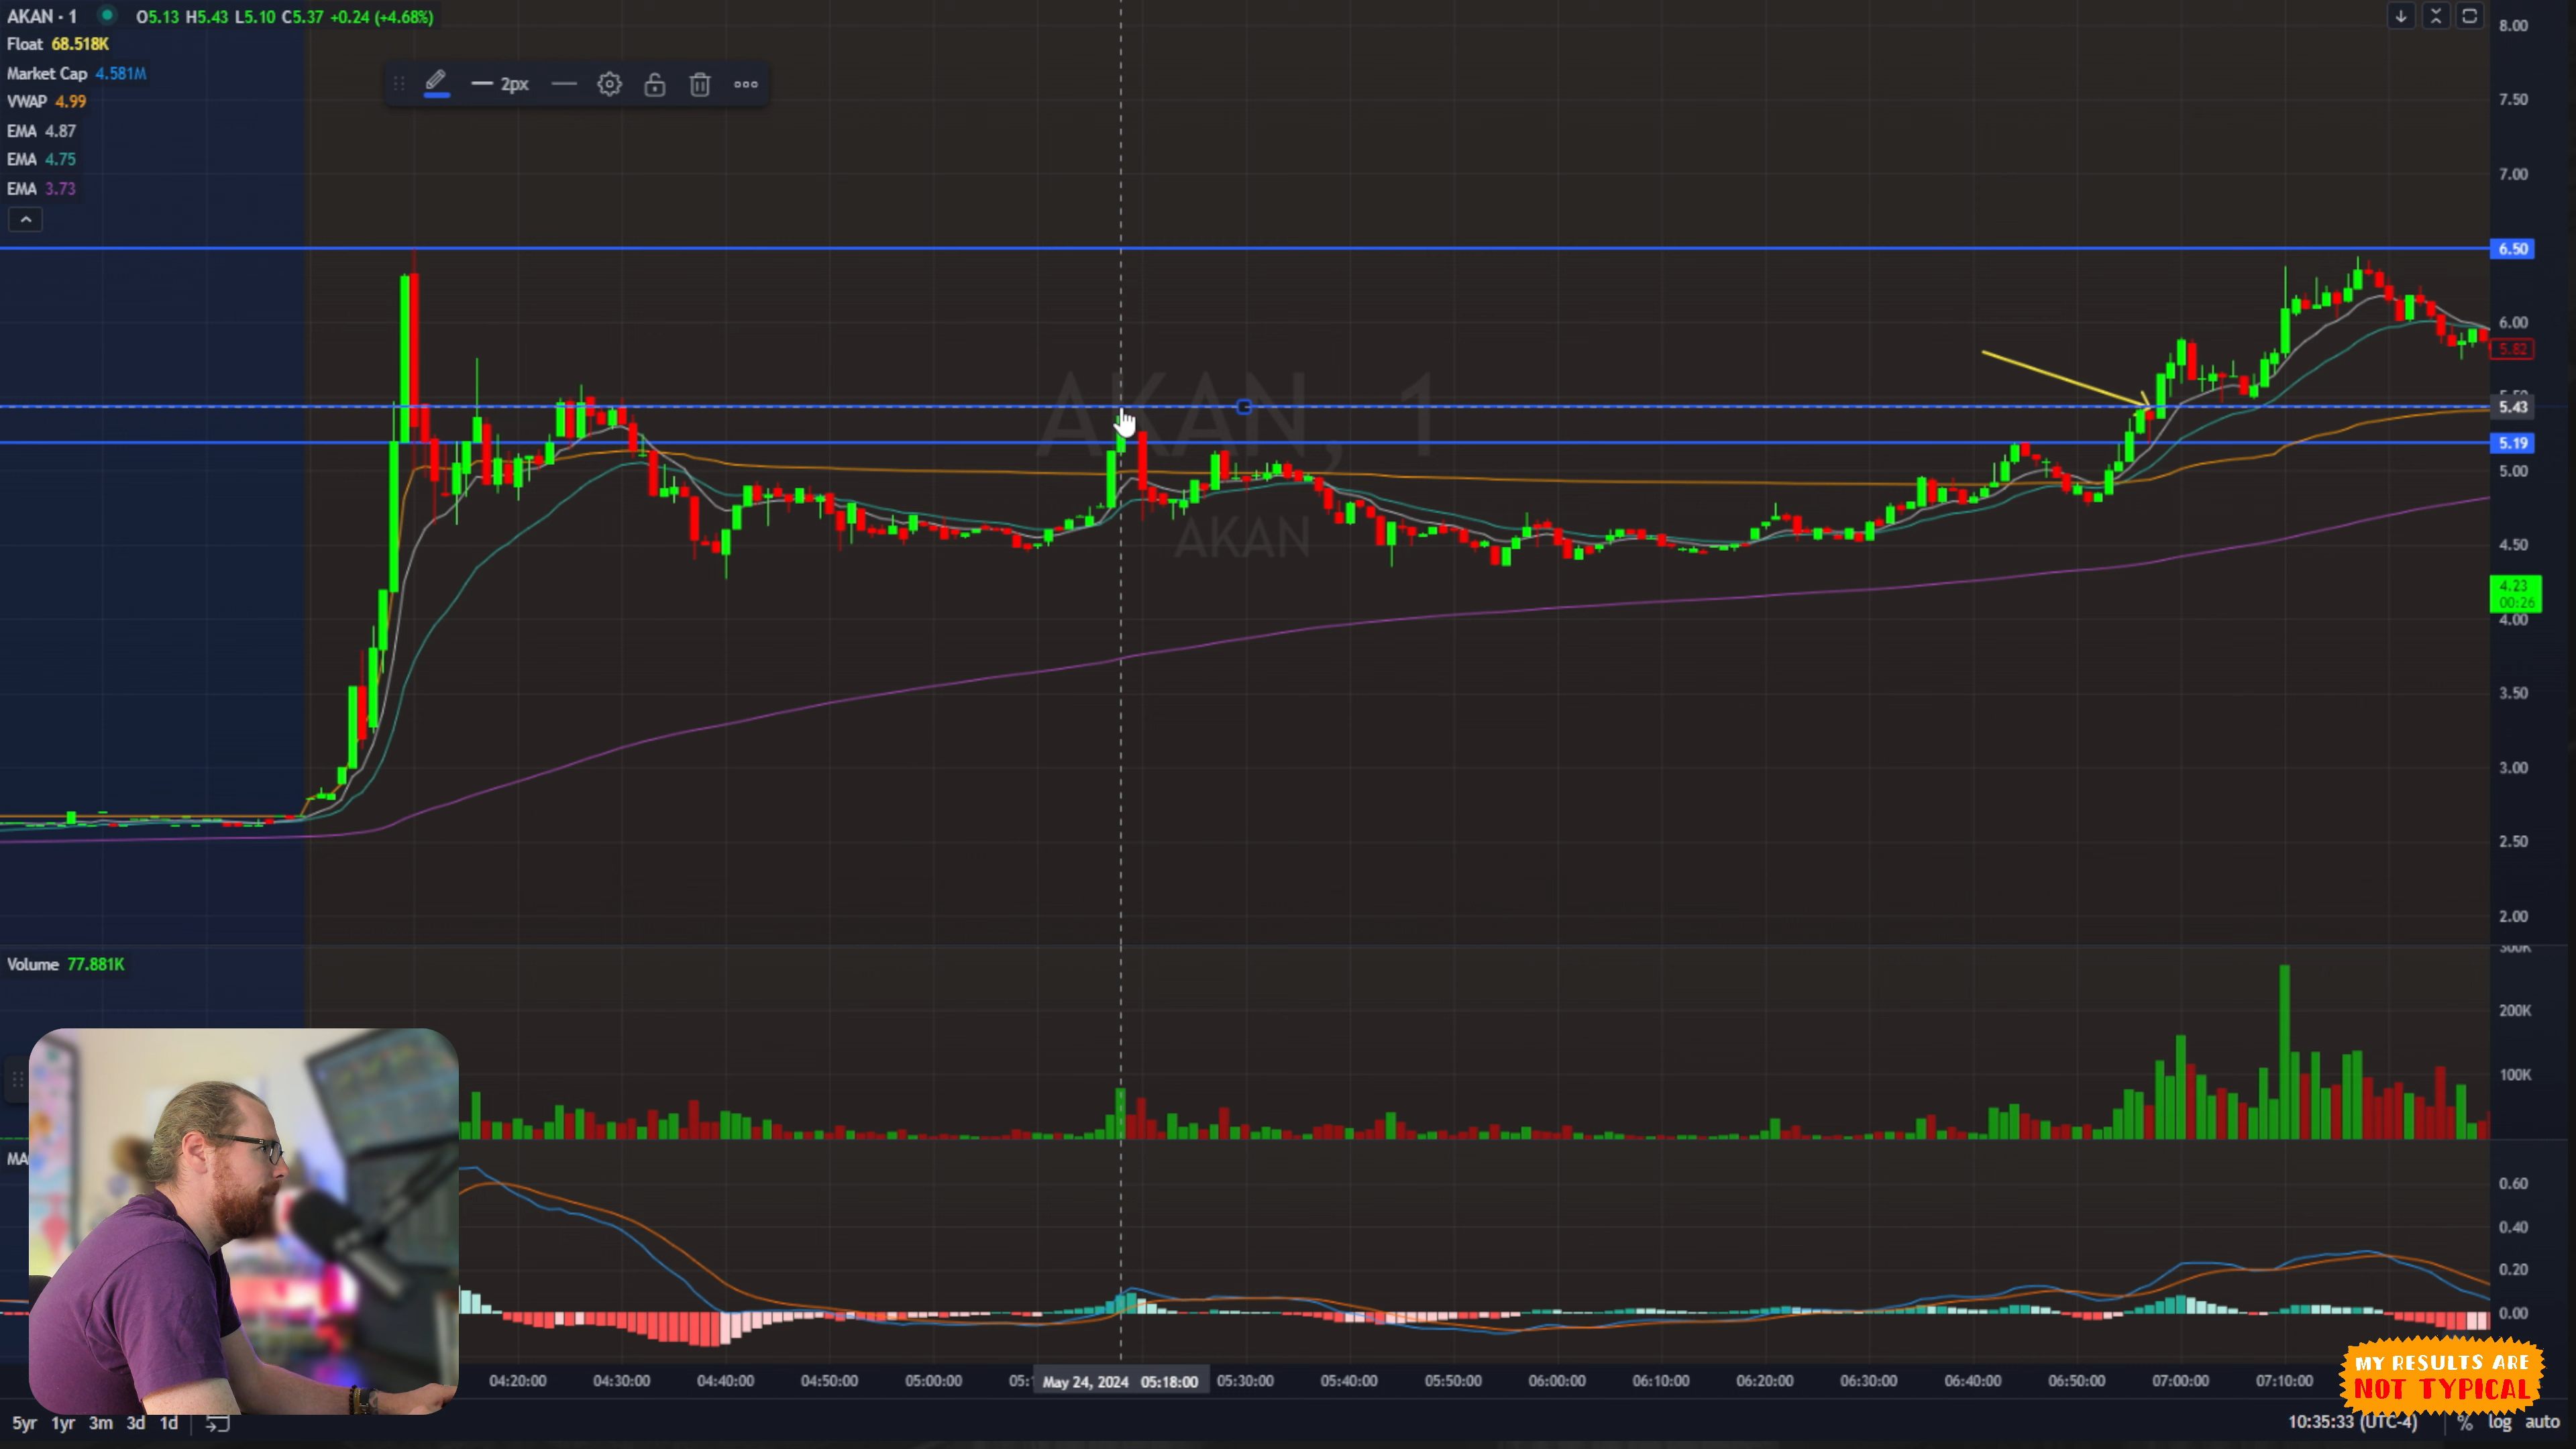 AKAN · 1 O5.13 H5.43 L5.10 C5.37 +0.24 (+4.68%)
Float 68.518K
Market Cap 4.581M
VWAP 4.99
EMA 4.87
EMA 4.75
EMA 3.73
2px
AKAN, 1
AKAN
8.00
7.50
7.00
6.50
6.00
5.82
5.43
5.19
5.00
4.50
4.23
00:26
4.00
3.50
3.00
2.50
2.00
Volume 77.881K
300K
200K
100K
MA
0.60
0.40
0.20
0.00
04:20:00 04:30:00 04:40:00 04:50:00 05:00:00 May 24, 2024 05:18:00 05:30:00 05:40:00 05:50:00 06:00:00 06:10:00 06:20:00 06:30:00 06:40:00 06:50:00 07:00:00 07:10:00
MY RESULTS ARE
NOT TYPICAL
5yr 1yr 3m 3d 1d 10:35:33 (UTC-4) % log auto